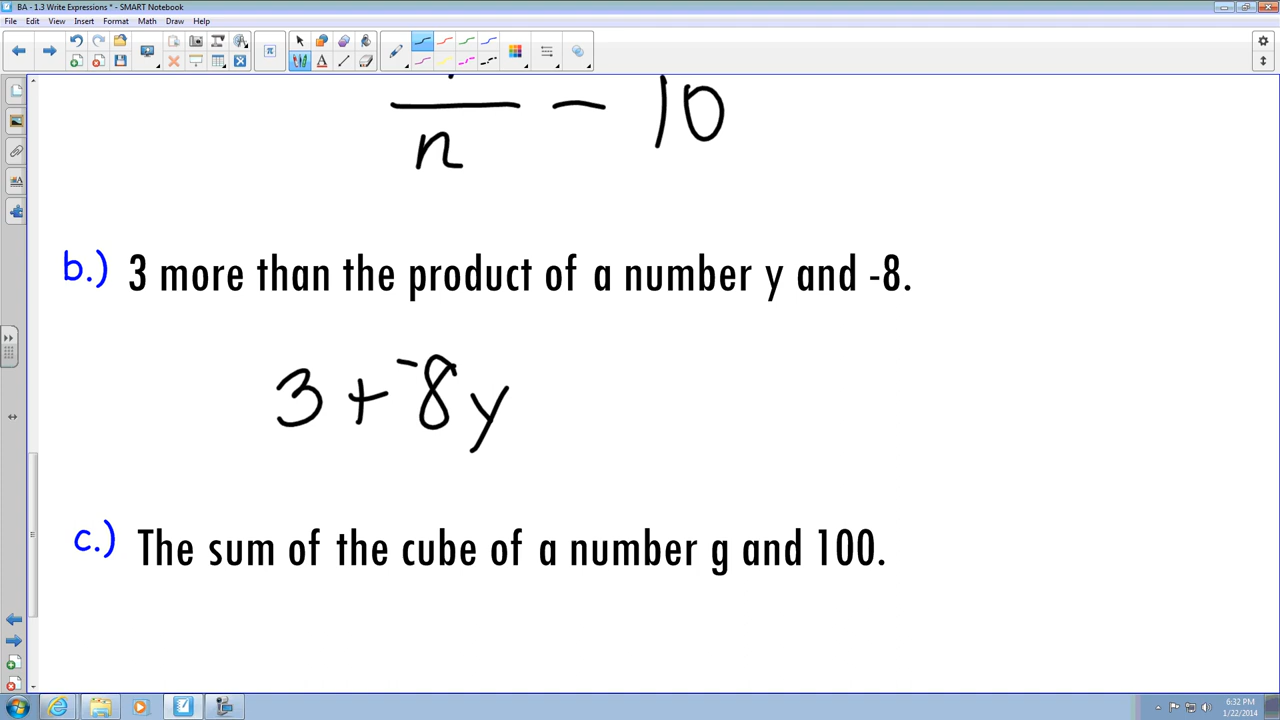 BA - 1.3 Write Expressions * - SMART Notebook
File Edit View Insert Format Math Draw Help
n - 10
b.) 3 more than the product of a number y and -8.
3 + ⁻8y
c.) The sum of the cube of a number g and 100.
6:32 PM
1/22/2014